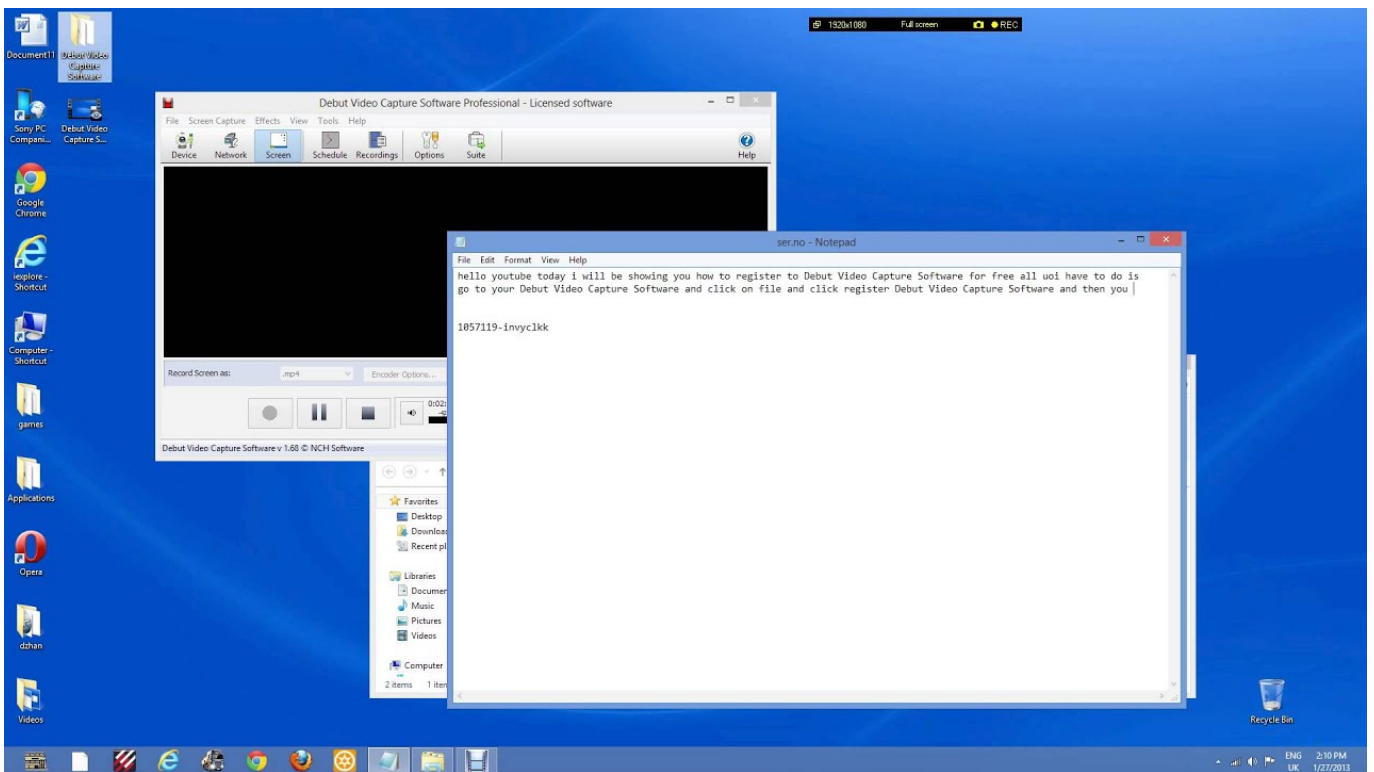 Document11
Debut Video
Capture
Software
1920x1080 Full screen REC
Debut Video Capture Software Professional - Licensed software
File Screen Capture Effects View Tools Help
Device Network Screen Schedule Recordings Options Suite Help
Sony PC
Compani...
Debut Video
Capture S...
Google
Chrome
iexplore -
Shortcut
Computer -
Shortcut
games
Applications
Opera
dzhan
Videos
ser.no - Notepad
File Edit Format View Help
hello youtube today i will be showing you how to register to Debut Video Capture Software for free all uoi have to do is
go to your Debut Video Capture Software and click on file and click register Debut Video Capture Software and then you
1057119-invyclkk
Record Screen as: .mp4 Encoder Options...
0:02:
Debut Video Capture Software v 1.68 © NCH Software
Favorites
Desktop
Downloa
Recent pl
Libraries
Documen
Music
Pictures
Videos
Computer
2 items 1 iten
Recycle Bin
ENG 2:10 PM
UK 1/27/2013